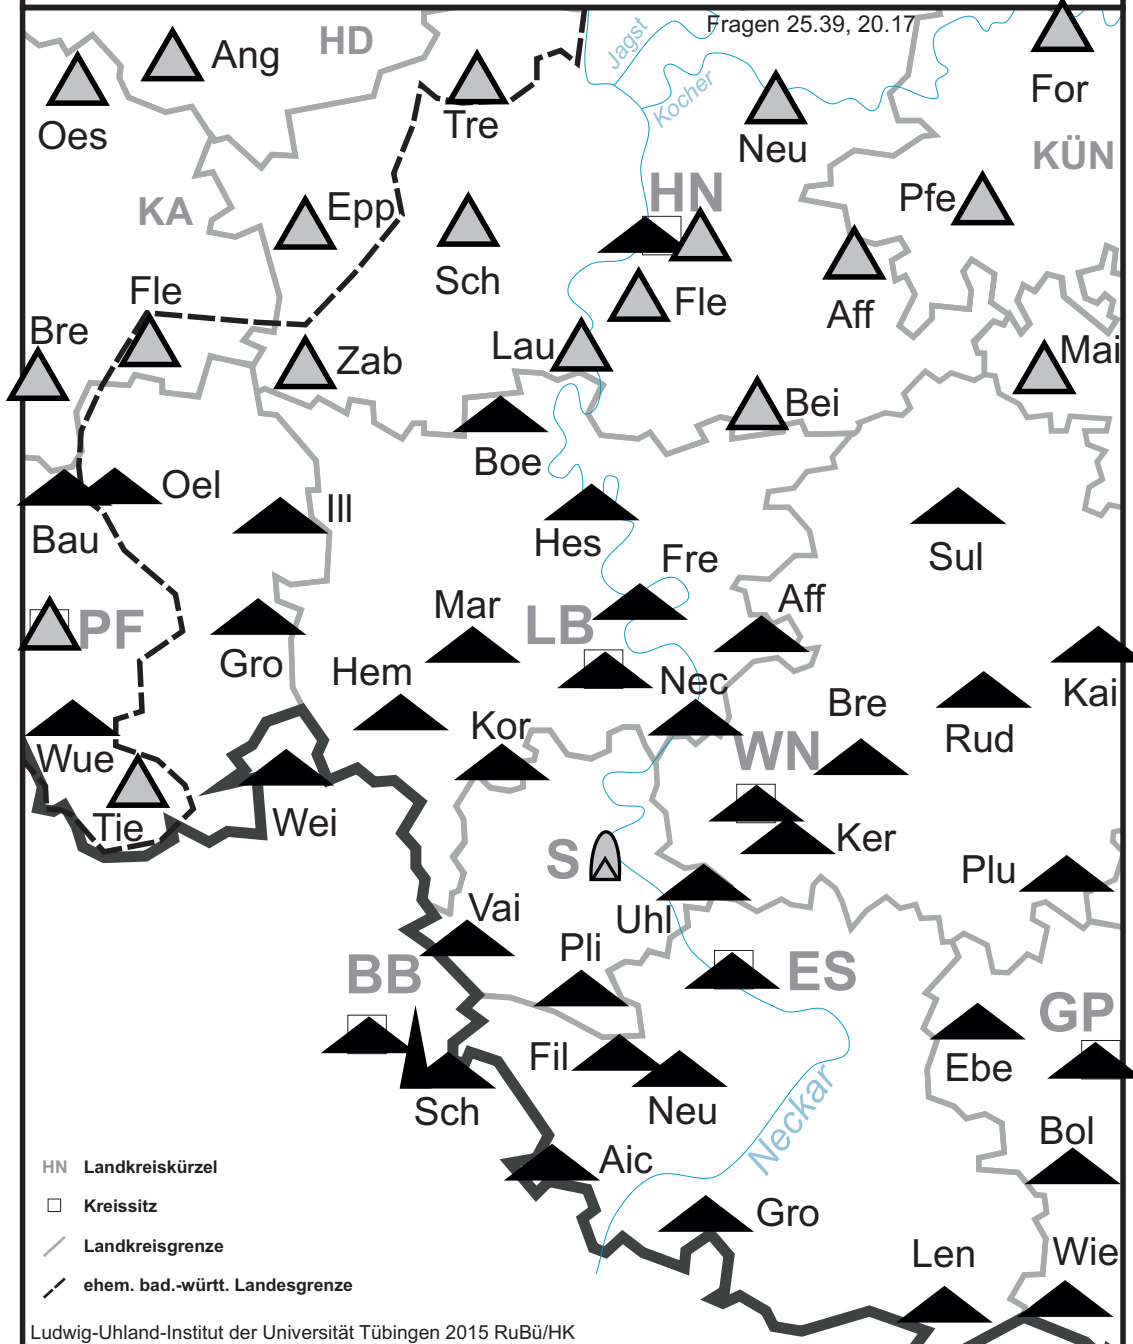 Fragen 25.39, 20.17
Jagst
HD
Ang
For
Oes
Tre
Kocher
Neu
KÜN
KA
Epp
HN
Pfe
Sch
Fle
Fle
Aff
Bre
Zab
Lau
Mai
Bei
Boe
Oel
Ill
Bau
Hes
Sul
Fre
Mar
Aff
PF
LB
Gro
Hem
Nec
Kai
Bre
Kor
Rud
Wue
WN
Tie
Wei
Ker
S
Plu
Vai
Uhl
Pli
BB
ES
GP
Fil
Ebe
Sch
Neu
Neckar
Bol
Aic
HN Landkreiskürzel
Kreissitz
Gro
Landkreisgrenze
Len
Wie
ehem. bad.-württ. Landesgrenze
Ludwig-Uhland-Institut der Universität Tübingen 2015 RuBü/HK